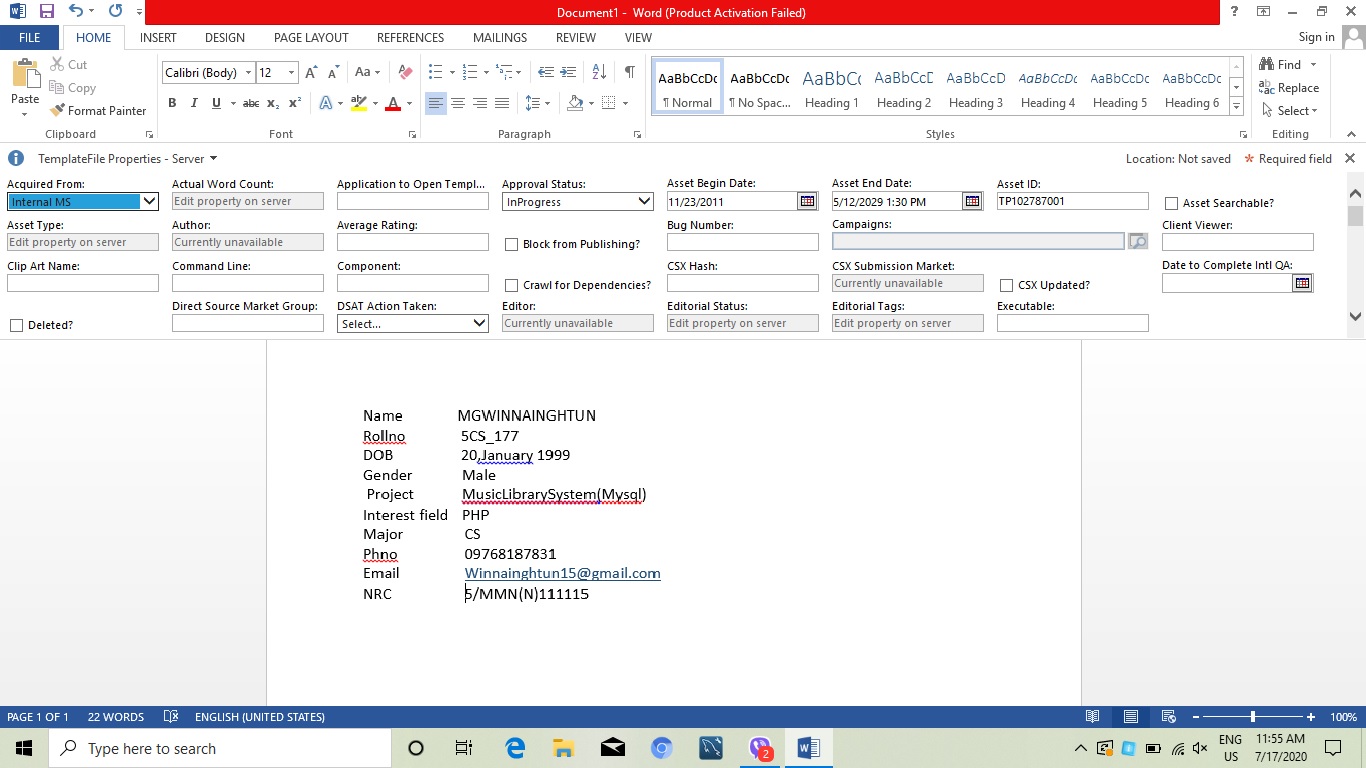 Document1 - Word (Product Activation Failed)
FILE HOME INSERT DESIGN PAGE LAYOUT REFERENCES MAILINGS REVIEW VIEW Sign in
Paste Cut Copy Format Painter
Calibri (Body) 12
¶ Normal ¶ No Spac... Heading 1 Heading 2 Heading 3 Heading 4 Heading 5 Heading 6
Find Replace Select
Clipboard Font Paragraph Styles Editing
TemplateFile Properties - Server Location: Not saved * Required field
Acquired From: Actual Word Count: Application to Open Templ... Approval Status: Asset Begin Date: Asset End Date: Asset ID:
Internal MS Edit property on server InProgress 11/23/2011 5/12/2029 1:30 PM TP102787001 Asset Searchable?
Asset Type: Author: Average Rating: Bug Number: Campaigns: Client Viewer:
Edit property on server Currently unavailable Block from Publishing?
Clip Art Name: Command Line: Component: CSX Hash: CSX Submission Market: Date to Complete Intl QA:
Crawl for Dependencies? Currently unavailable CSX Updated?
Direct Source Market Group: DSAT Action Taken: Editor: Editorial Status: Editorial Tags: Executable:
Deleted? Select... Currently unavailable Edit property on server Edit property on server
Name MGWINNAINGHTUN
Rollno 5CS_177
DOB 20,January 1999
Gender Male
Project MusicLibrarySystem(Mysql)
Interest field PHP
Major CS
Phno 09768187831
Email Winnainghtun15@gmail.com
NRC 5/MMN(N)111115
PAGE 1 OF 1 22 WORDS ENGLISH (UNITED STATES) 100%
Type here to search 2 ENG 11:55 AM
US 7/17/2020